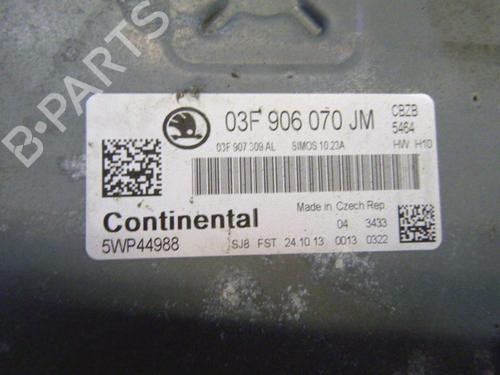 B-PARTS
03F 906 070 JM
CBZB
5464
03F 907 309 AL SIMOS 10.23A
HW H10
Continental
Made in Czech Rep.
04 3433
5WP44988
SJ8 FST 24.10.13 0013 0322